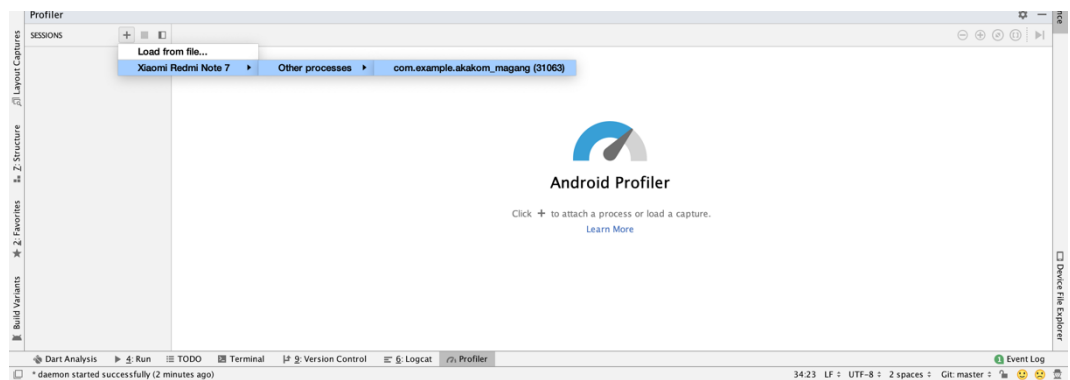 Profiler
nce
SESSIONS
Load from file...
Xiaomi Redmi Note 7
Other processes
com.example.akakom_magang (31063)
Layout Captures
Z: Structure
2: Favorites
Build Variants
Android Profiler
Click + to attach a process or load a capture.
Learn More
Device File Explorer
Dart Analysis
4: Run
TODO
Terminal
9: Version Control
6: Logcat
Profiler
1 Event Log
* daemon started successfully (2 minutes ago)
34:23 LF UTF-8 2 spaces Git: master